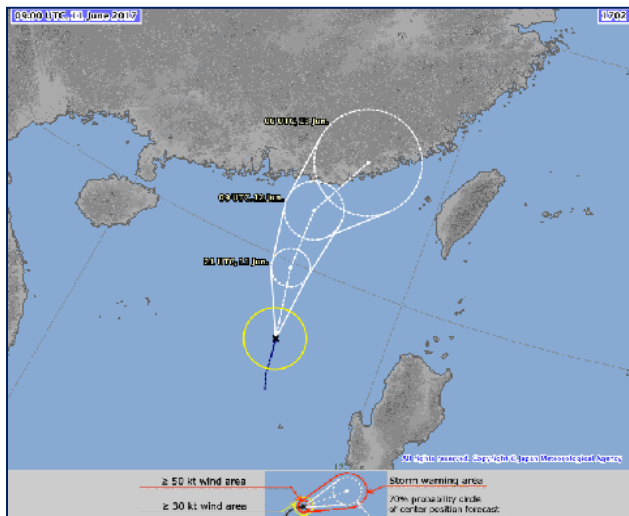 09:00 UTC, 11 June 2017
1702
06 UTC, 13 Jun.
09 UTC, 12 Jun.
21 UTC, 11 Jun.
All rights reserved. Copyright © Japan Meteorological Agency
≥ 50 kt wind area
Storm warning area
≥ 30 kt wind area
70% probability circle
of center position forecast